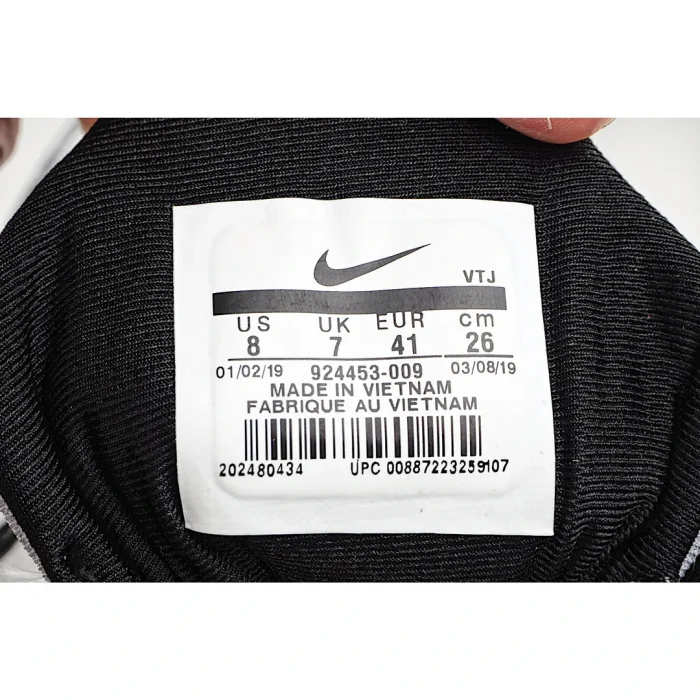 VTJ
US UK EUR cm
8 7 41 26
01/02/19 924453-009 03/08/19
MADE IN VIETNAM
FABRIQUE AU VIETNAM
202480434 UPC 00887223259107